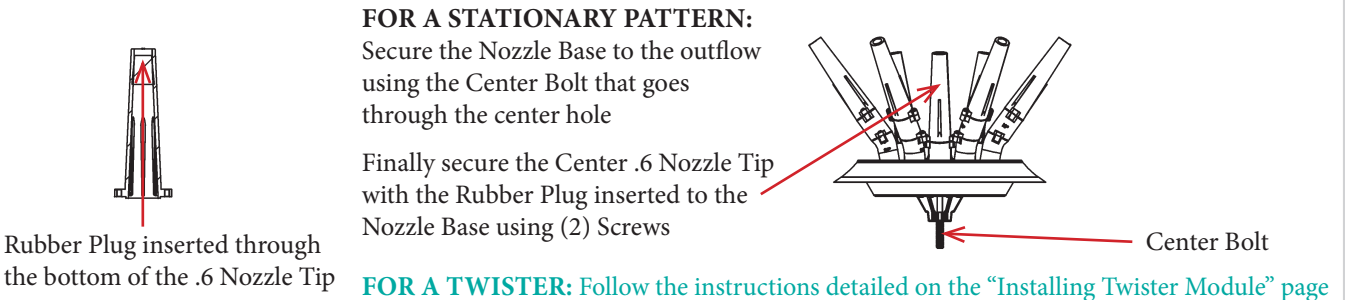 Rubber Plug inserted through
the bottom of the .6 Nozzle Tip
FOR A STATIONARY PATTERN:
Secure the Nozzle Base to the outflow
using the Center Bolt that goes
through the center hole
Finally secure the Center .6 Nozzle Tip
with the Rubber Plug inserted to the
Nozzle Base using (2) Screws
Center Bolt
FOR A TWISTER: Follow the instructions detailed on the “Installing Twister Module” page